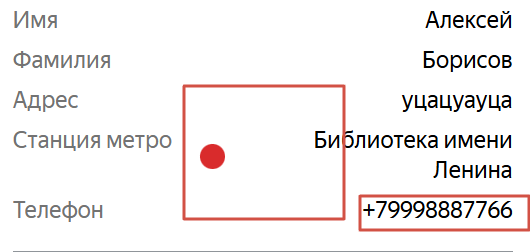 Имя Алексей
Фамилия Борисов
Адрес уцацуауца
Станция метро Библиотека имени
Ленина
Телефон +79998887766